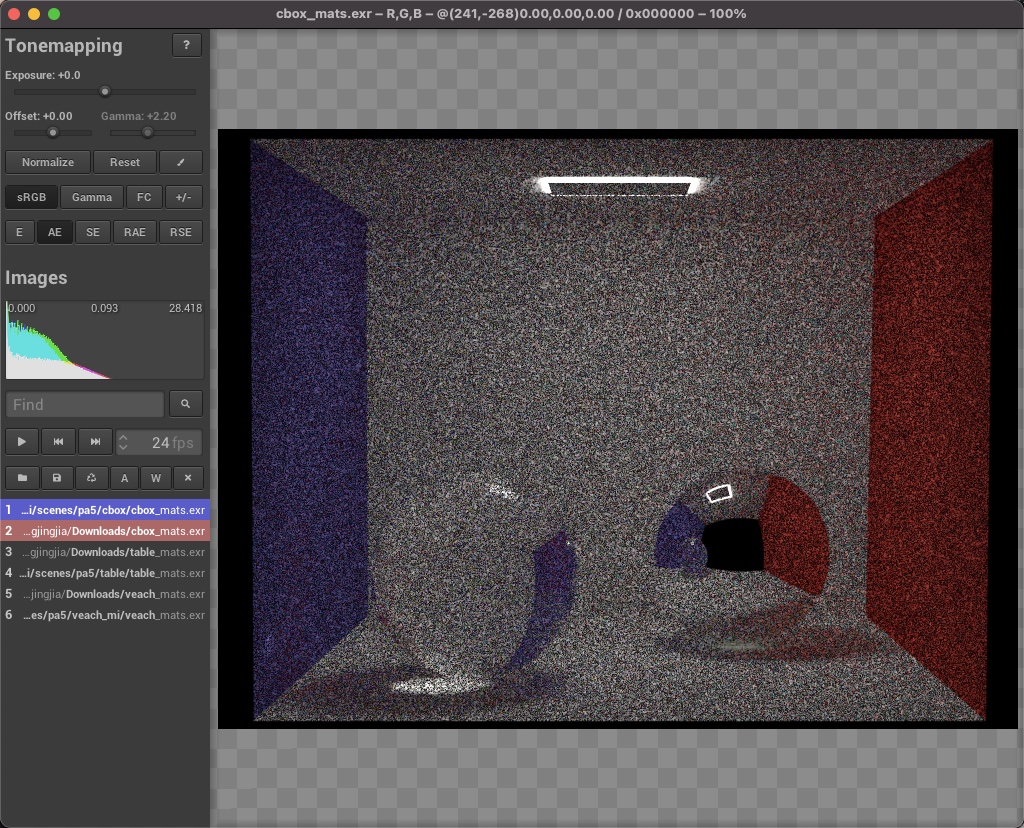 cbox_mats.exr – R,G,B – @(241,-268)0.00,0.00,0.00 / 0x000000 – 100%
Tonemapping ?
Exposure: +0.0
Offset: +0.00 Gamma: +2.20
Normalize Reset
sRGB Gamma FC +/-
E AE SE RAE RSE
Images
0.000 0.093 28.418
Find
24 fps
A W
1 ...i/scenes/pa5/cbox/cbox_mats.exr
2 ...gjingjia/Downloads/cbox_mats.exr
3 ...gjingjia/Downloads/table_mats.exr
4 ...i/scenes/pa5/table/table_mats.exr
5 ...jingjia/Downloads/veach_mats.exr
6 ...es/pa5/veach_mi/veach_mats.exr